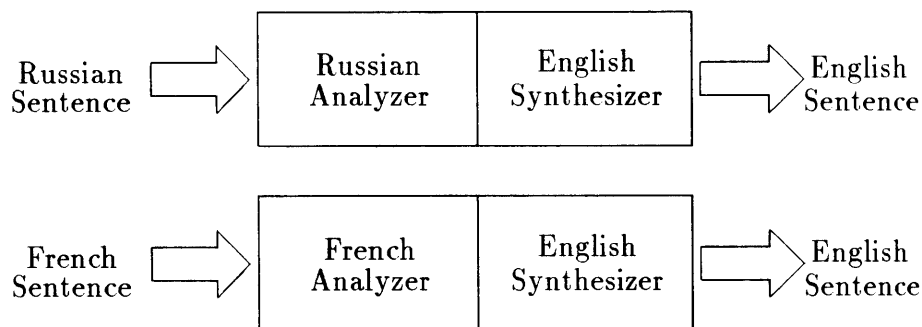 Russian
Sentence
Russian
Analyzer
English
Synthesizer
English
Sentence
French
Sentence
French
Analyzer
English
Synthesizer
English
Sentence